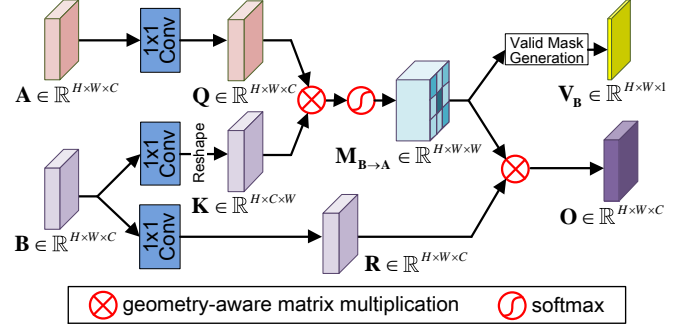 1x1
Conv
A ∈ ℝ^{H×W×C}
Q ∈ ℝ^{H×W×C}
Valid Mask
Generation
V_B ∈ ℝ^{H×W×1}
M_{B→A} ∈ ℝ^{H×W×W}
1x1
Conv
Reshape
K ∈ ℝ^{H×C×W}
B ∈ ℝ^{H×W×C}
1x1
Conv
R ∈ ℝ^{H×W×C}
O ∈ ℝ^{H×W×C}
geometry-aware matrix multiplication
softmax